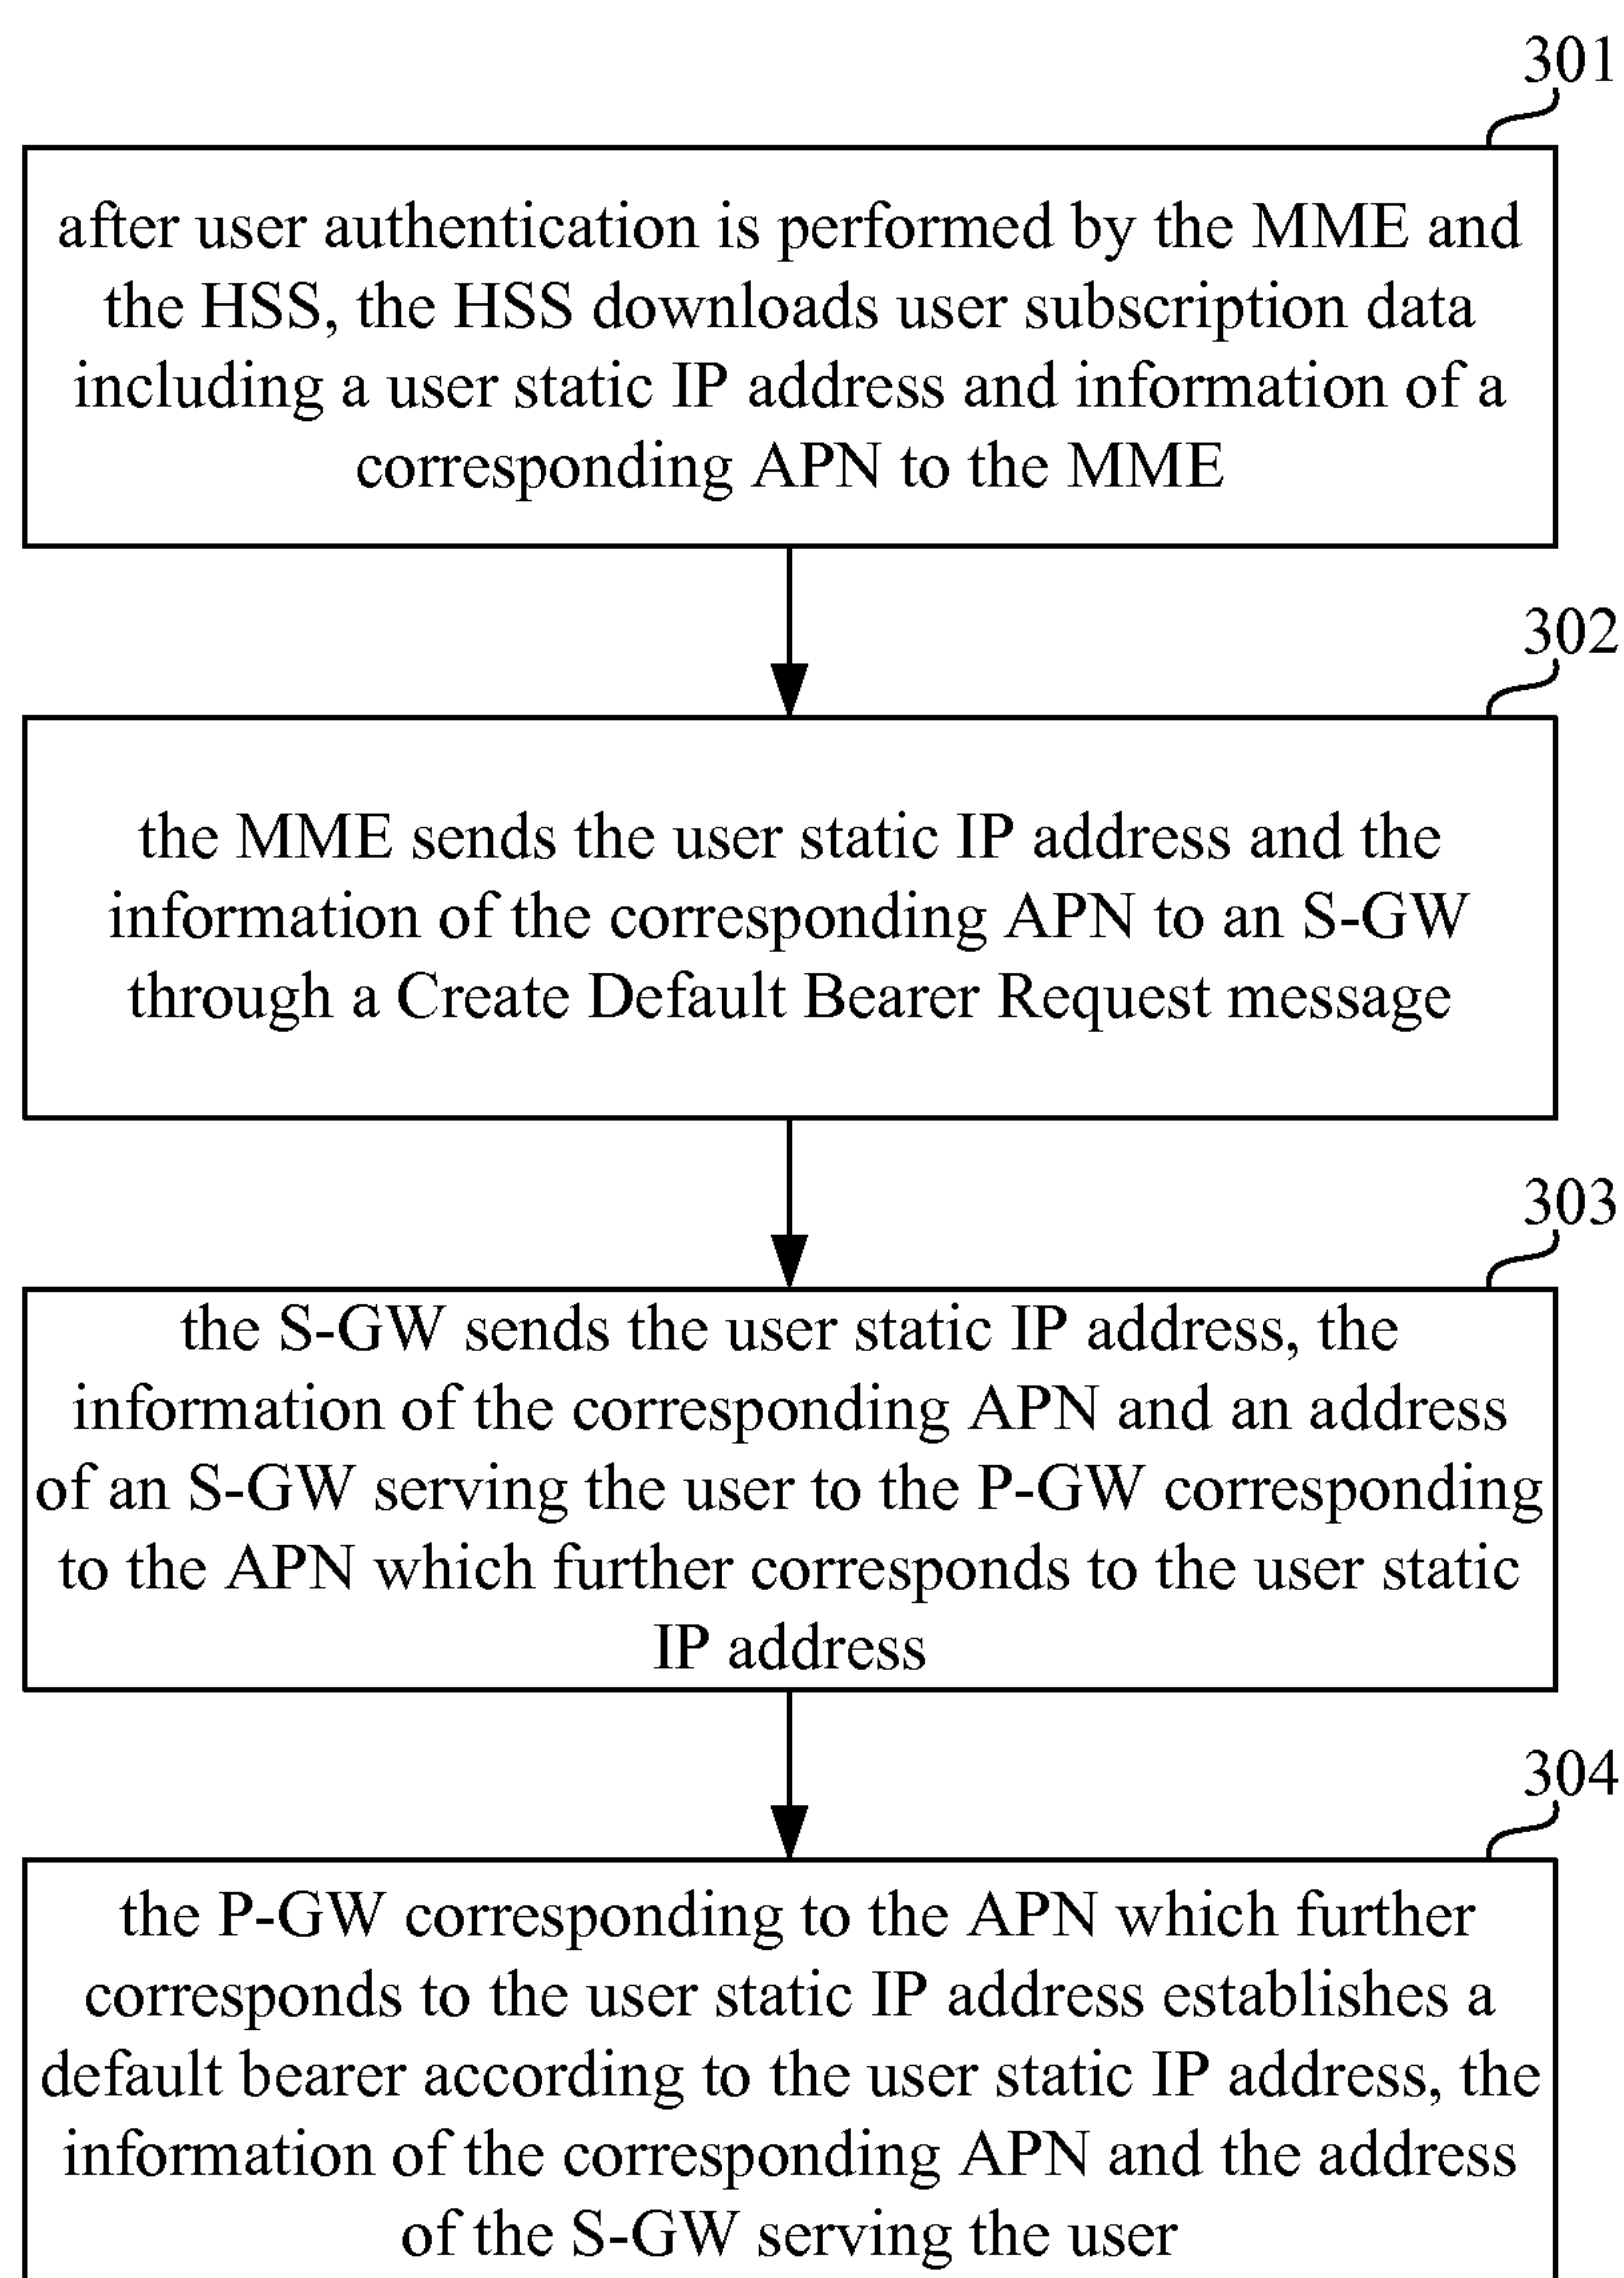 301
after user authentication is performed by the MME and
the HSS, the HSS downloads user subscription data
including a user static IP address and information of a
corresponding APN to the MME
302
the MME sends the user static IP address and the
information of the corresponding APN to an S-GW
through a Create Default Bearer Request message
303
the S-GW sends the user static IP address, the
information of the corresponding APN and an address
of an S-GW serving the user to the P-GW corresponding
to the APN which further corresponds to the user static
IP address
304
the P-GW corresponding to the APN which further
corresponds to the user static IP address establishes a
default bearer according to the user static IP address, the
information of the corresponding APN and the address
of the S-GW serving the user